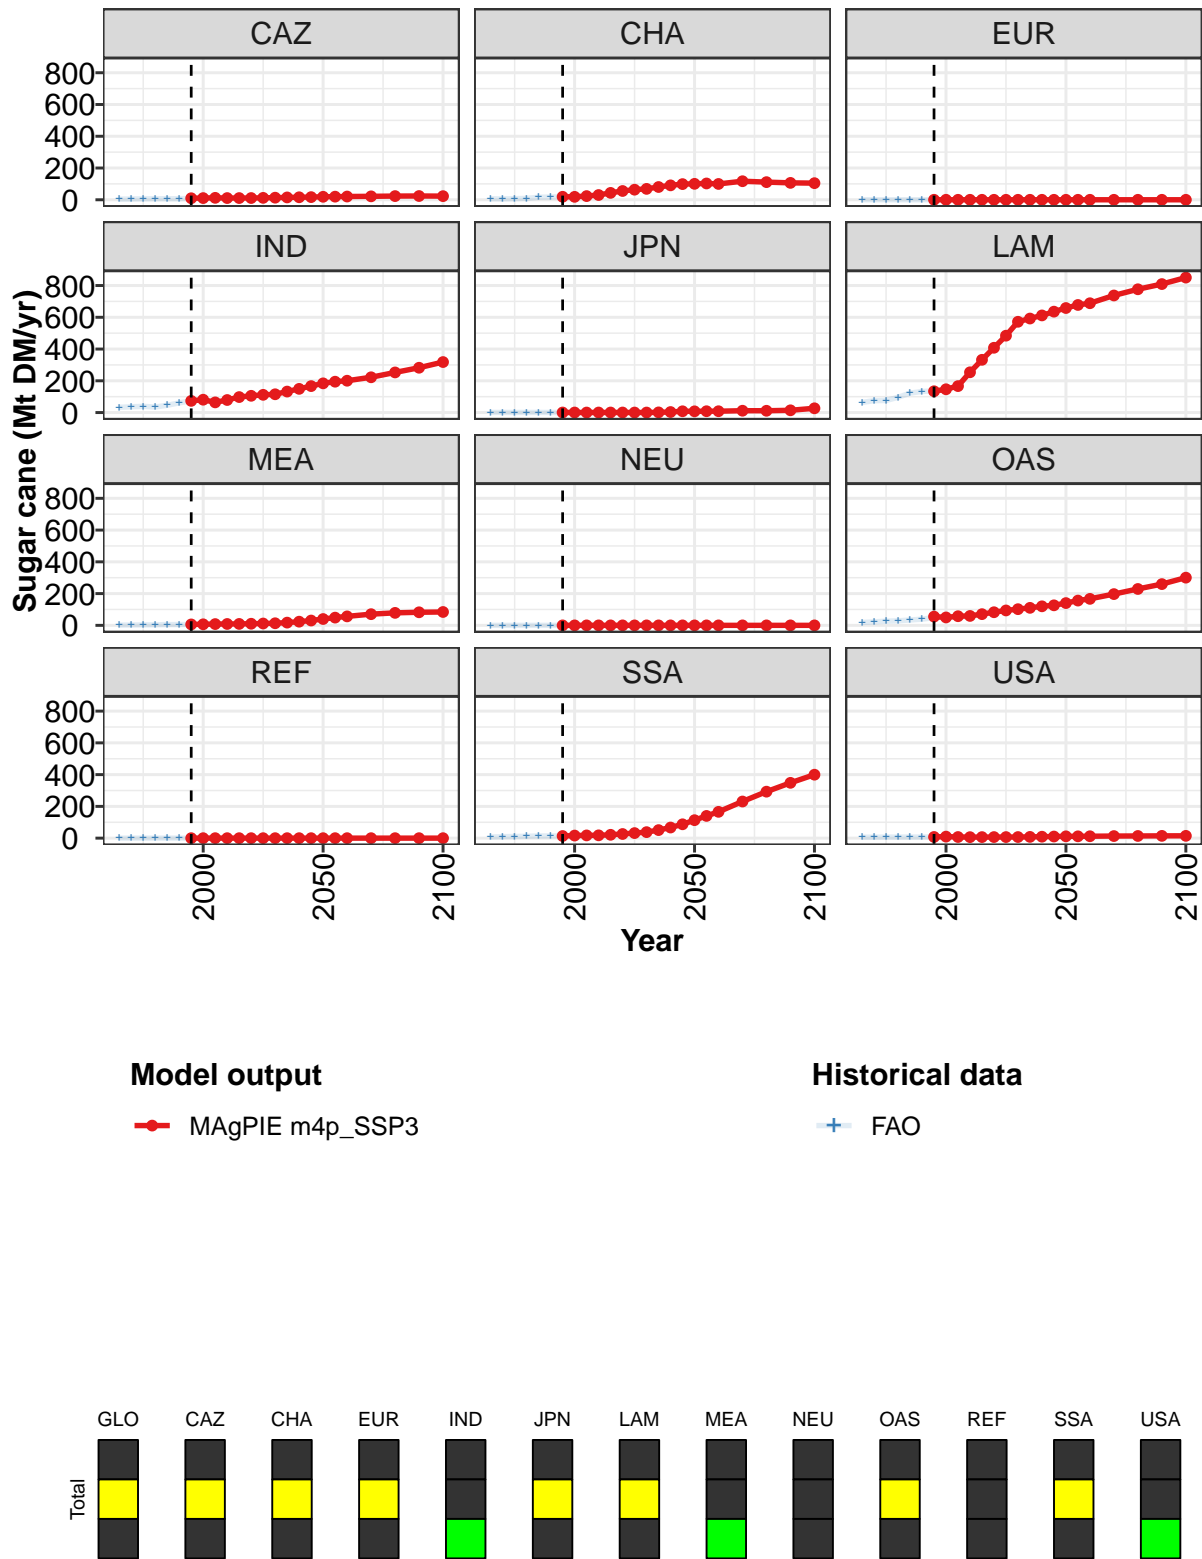 CAZ CHA EUR
800
600
400
200
0
IND JPN LAM
800
600
400
200
0
MEA NEU OAS
800
600
400
200
0
REF SSA USA
800
600
400
200
0
Sugar cane (Mt DM/yr)
2000 2050 2100 2000 2050 2100 2000 2050 2100
Year
Model output Historical data
MAgPIE m4p_SSP3 FAO
GLO CAZ CHA EUR IND JPN LAM MEA NEU OAS REF SSA USA
Total